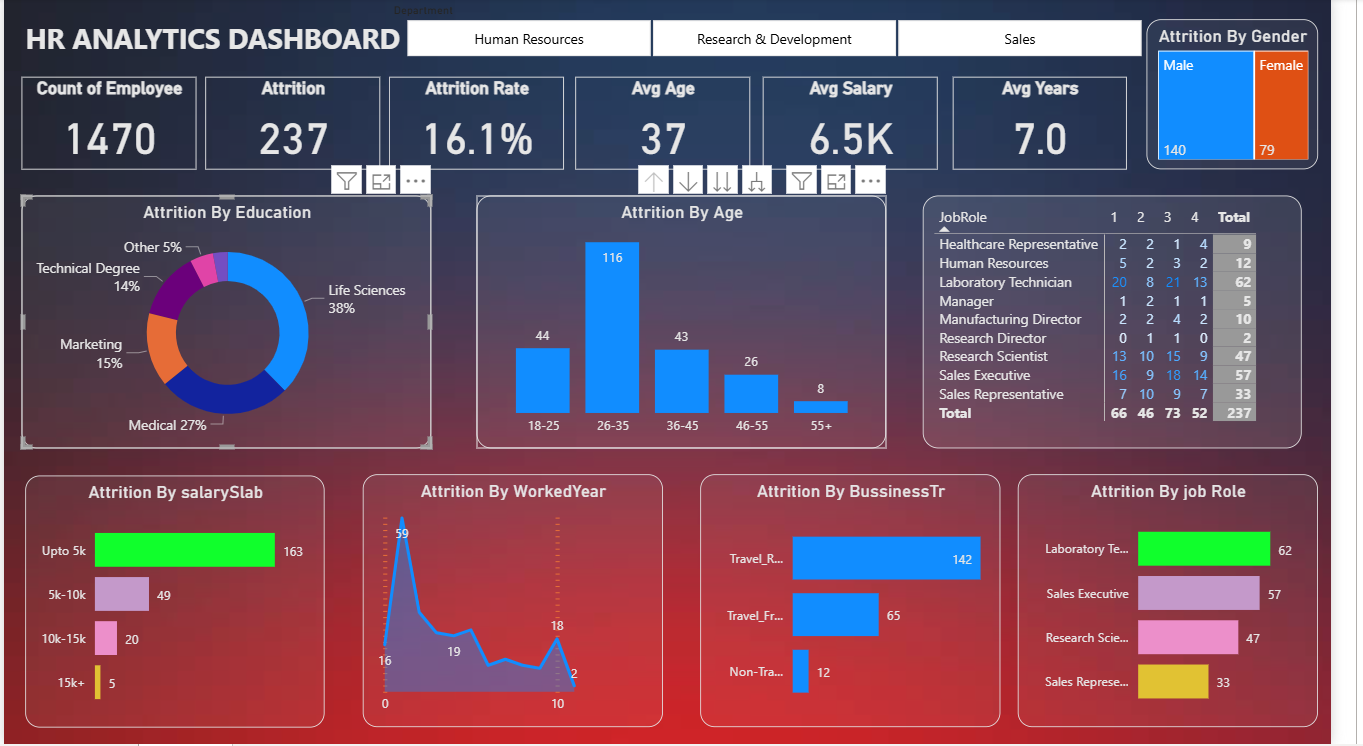 Department
HR ANALYTICS DASHBOARD
Human Resources
Research & Development
Sales
Attrition By Gender
Male
Female
140
79
Count of Employee
1470
Attrition
237
Attrition Rate
16.1%
Avg Age
37
Avg Salary
6.5K
Avg Years
7.0
Attrition By Education
Other 5%
Technical Degree
14%
Life Sciences
38%
Marketing
15%
Medical 27%
Attrition By Age
44
116
43
26
8
18-25 26-35 36-45 46-55 55+
JobRole 1 2 3 4 Total
Healthcare Representative 2 2 1 4 9
Human Resources 5 2 3 2 12
Laboratory Technician 20 8 21 13 62
Manager 1 2 1 1 5
Manufacturing Director 2 2 4 2 10
Research Director 0 1 1 0 2
Research Scientist 13 10 15 9 47
Sales Executive 16 9 18 14 57
Sales Representative 7 10 9 7 33
Total 66 46 73 52 237
Attrition By salarySlab
Upto 5k 163
5k-10k 49
10k-15k 20
15k+ 5
Attrition By WorkedYear
59
16
19
18
2
0 10
Attrition By BussinessTr
Travel_R... 142
Travel_Fr... 65
Non-Tra... 12
Attrition By job Role
Laboratory Te... 62
Sales Executive 57
Research Scie... 47
Sales Represe... 33